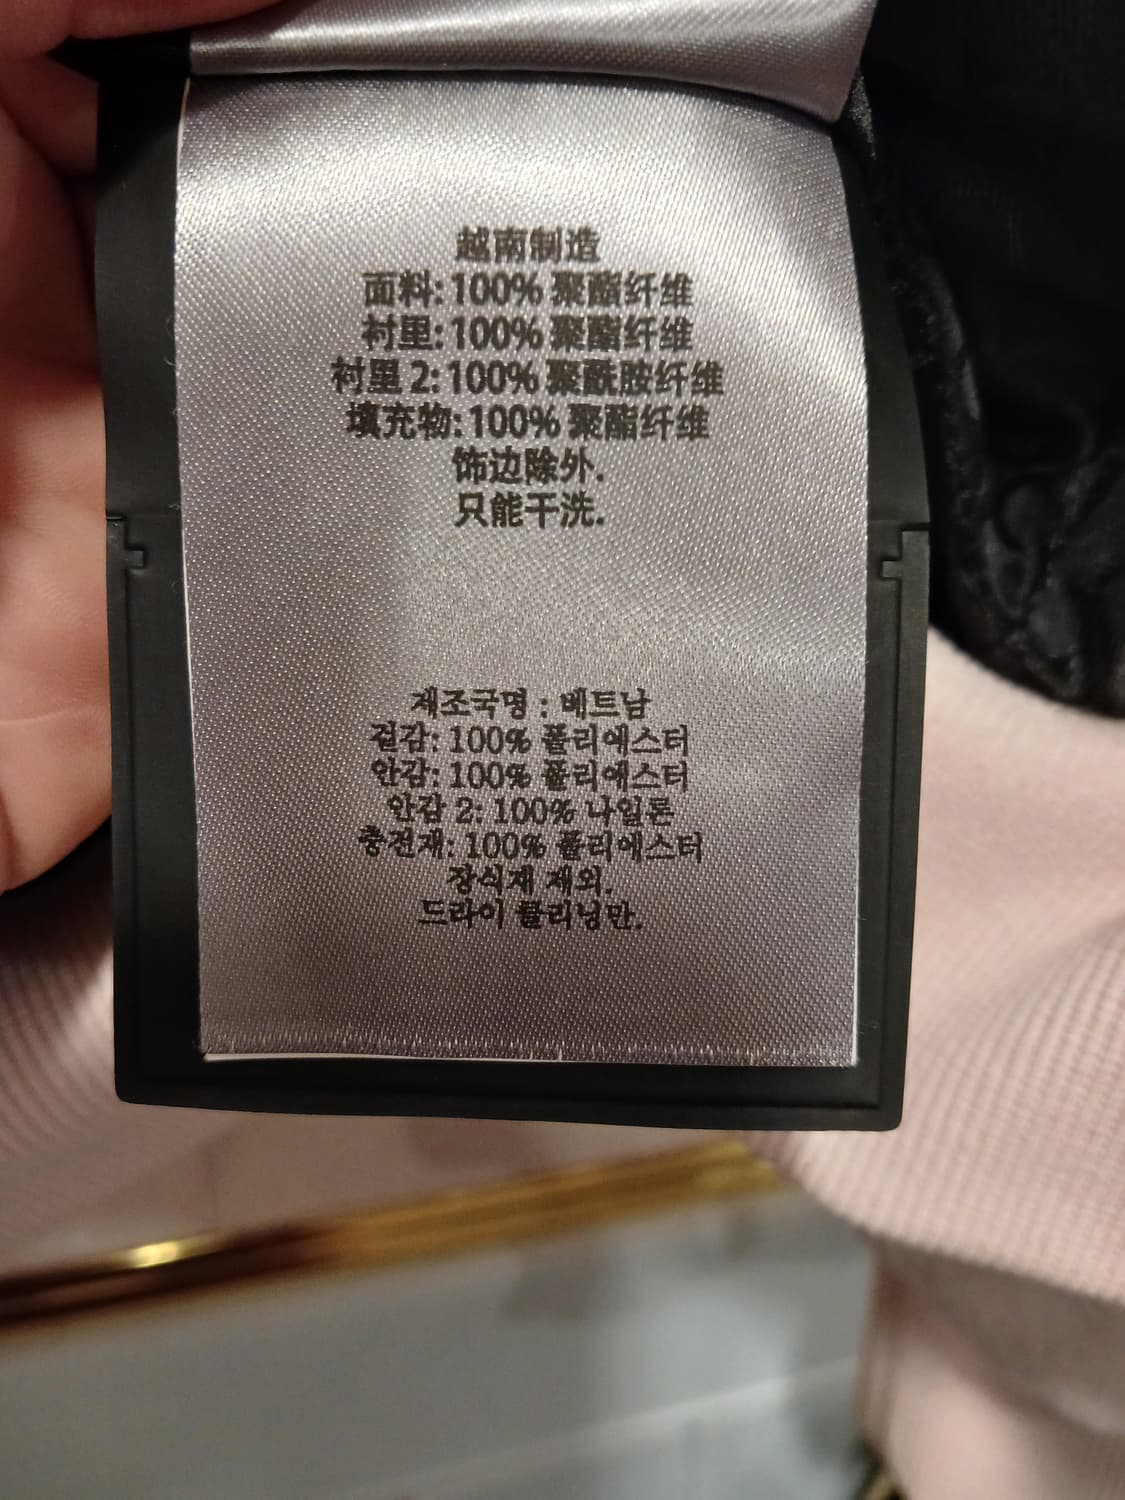 越南制造
面料: 100% 聚酯纤维
衬里: 100% 聚酯纤维
衬里 2: 100% 聚酰胺纤维
填充物: 100% 聚酯纤维
饰边除外.
只能干洗.
제조국명 : 베트남
겉감: 100% 폴리에스터
안감: 100% 폴리에스터
안감 2: 100% 나일론
충전재: 100% 폴리에스터
장식재 제외.
드라이 클리닝만.